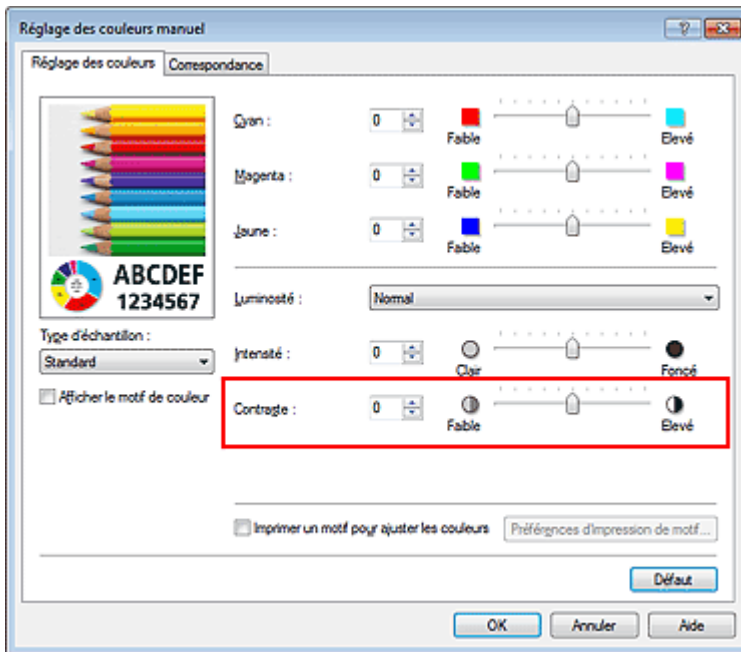 Réglage des couleurs manuel
Réglage des couleurs Correspondance
Cyan : 0 Faible Elevé
Magenta : 0 Faible Elevé
Jaune : 0 Faible Elevé
ABCDEF
1234567
Luminosité : Normal
Type d'échantillon :
Standard
Intensité : 0 Clair Foncé
Afficher le motif de couleur
Contraste : 0 Faible Elevé
Imprimer un motif pour ajuster les couleurs Préférences d'impression de motif...
Défaut
OK Annuler Aide